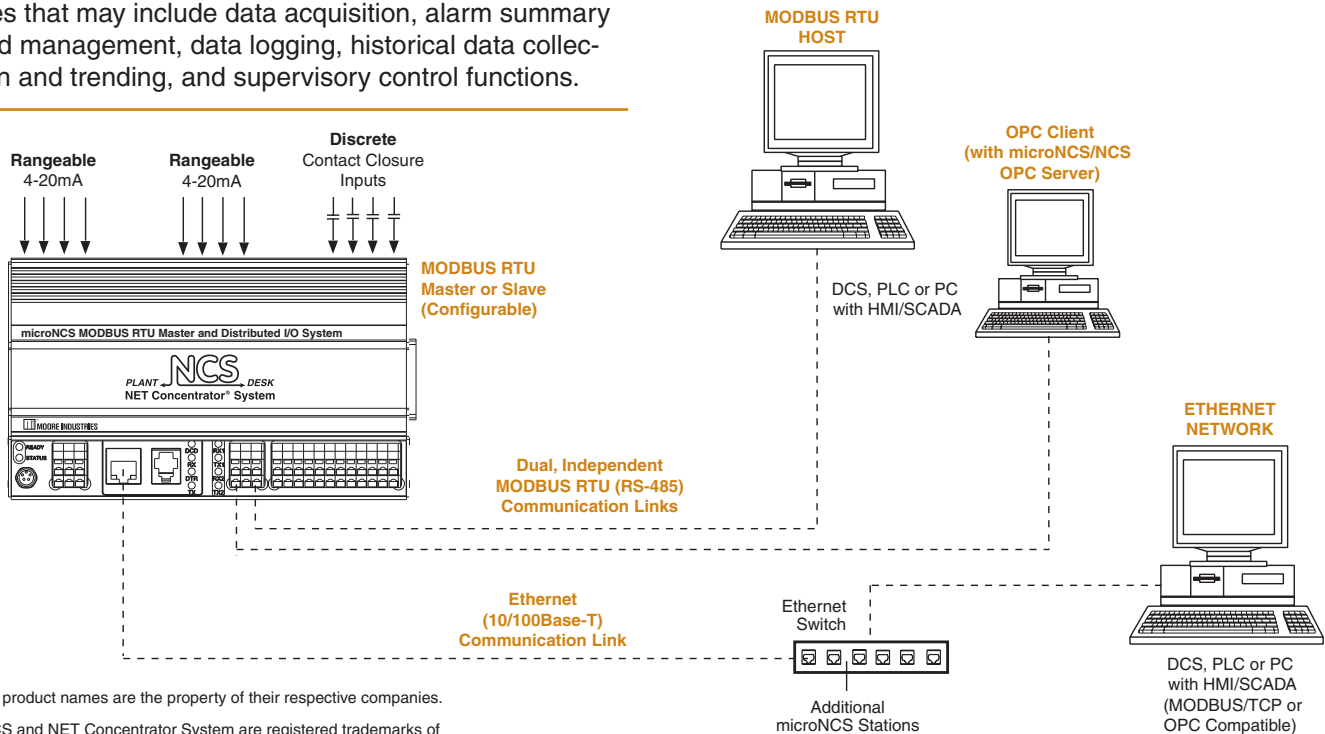 es that may include data acquisition, alarm summary
d management, data logging, historical data collec-
n and trending, and supervisory control functions.
MODBUS RTU
HOST
OPC Client
(with microNCS/NCS
OPC Server)
Rangeable
4-20mA
Rangeable
4-20mA
Discrete
Contact Closure
Inputs
MODBUS RTU
Master or Slave
(Configurable)
DCS, PLC or PC
with HMI/SCADA
microNCS MODBUS RTU Master and Distributed I/O System
PLANT NCS DESK
NET Concentrator® System
MOORE INDUSTRIES
READY
STATUS
DCD
RX
DTR
TX
RX1
TX1
RX2
TX2
Dual, Independent
MODBUS RTU (RS-485)
Communication Links
ETHERNET
NETWORK
Ethernet
(10/100Base-T)
Communication Link
Ethernet
Switch
Additional
microNCS Stations
DCS, PLC or PC
with HMI/SCADA
(MODBUS/TCP or
OPC Compatible)
product names are the property of their respective companies.
CS and NET Concentrator System are registered trademarks of